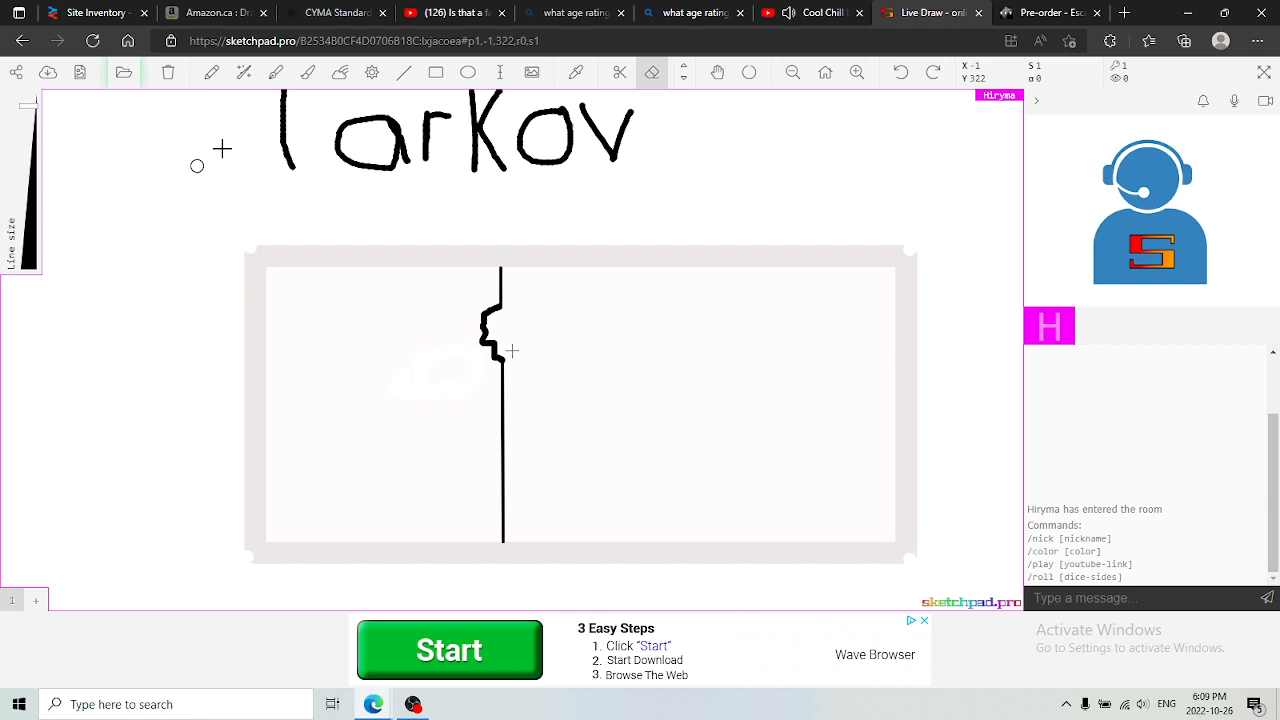 Site Inventory -
Amazon.ca: Dr
CYMA Standard
(126) Is that a f
what age rating
what age rating
Cool Chill
Live Draw - onli
Pre-order - Esc
https://sketchpad.pro/B2534B0CF4D0706B18C:lxjacoea#p1,-1,322,r0,s1
X -1
Y 322
S 1
α 0
1
0
Line size
Hiryma
Tarkov
H
Hiryma has entered the room
Commands:
/nick [nickname]
/color [color]
/play [youtube-link]
/roll [dice-sides]
1 +
sketchpad.pro
Type a message...
Start
3 Easy Steps
1. Click "Start"
2. Start Download
3. Browse The Web
Wave Browser
Activate Windows
Go to Settings to activate Windows.
Type here to search
ENG
6:09 PM
2022-10-26
5